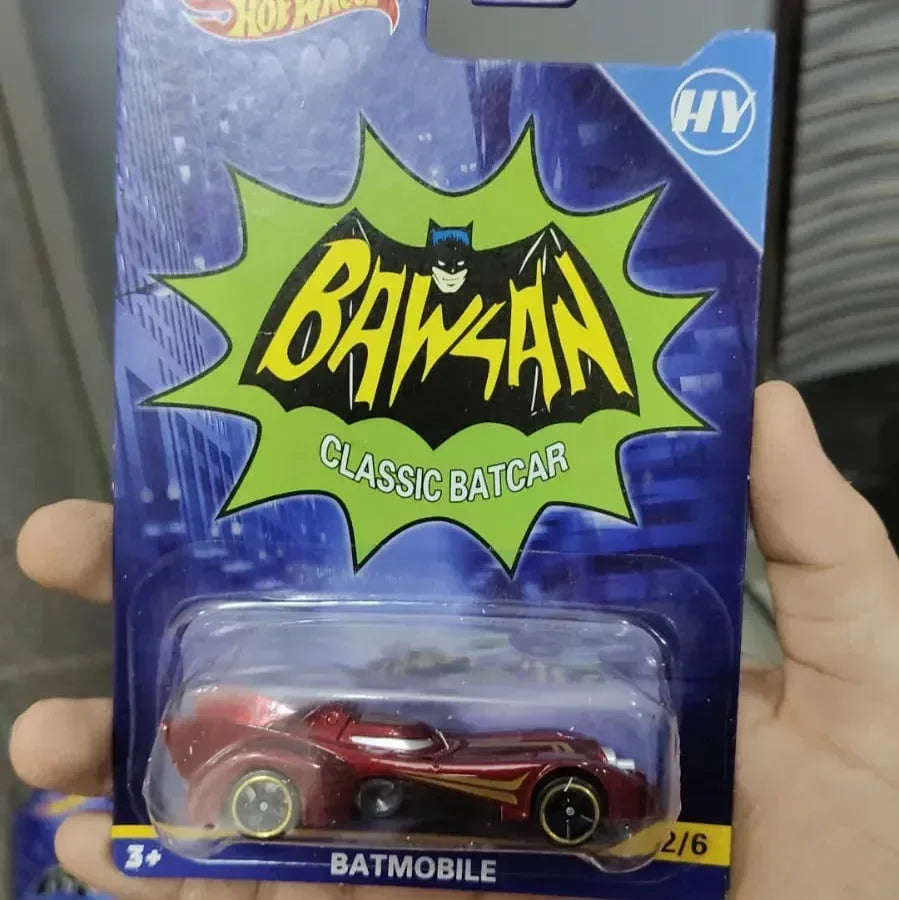 HOT WHEELS
HY
BAWSAN
CLASSIC BATCAR
3+
BATMOBILE
2/6